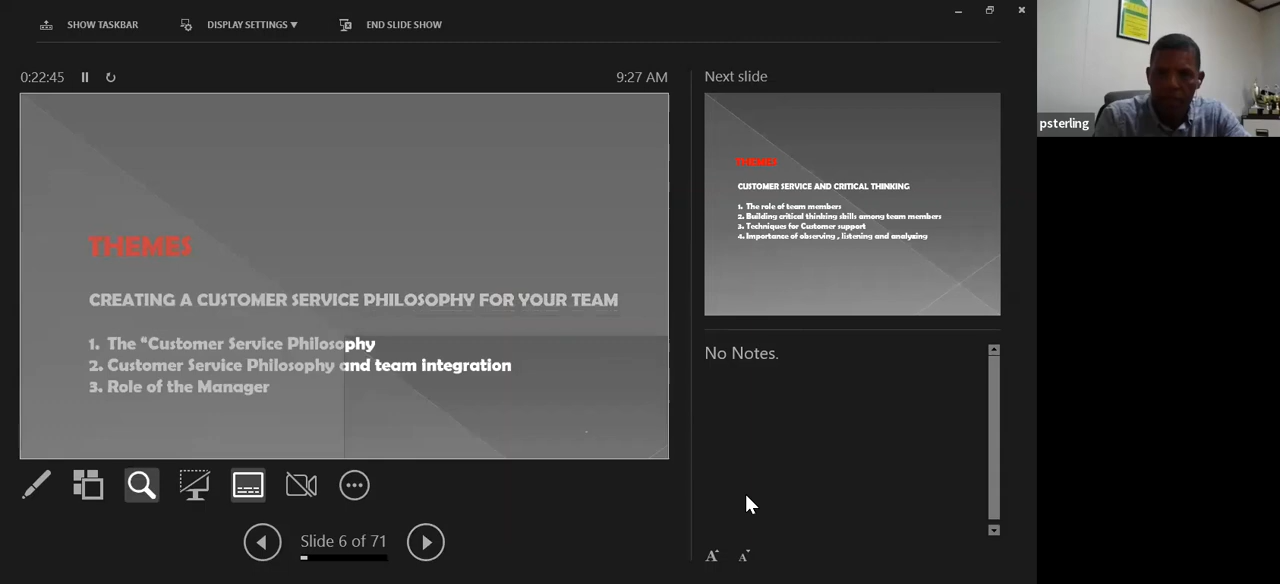 SHOW TASKBAR
DISPLAY SETTINGS ▼
END SLIDE SHOW
0:22:45
9:27 AM
THEMES
CREATING A CUSTOMER SERVICE PHILOSOPHY FOR YOUR TEAM
1. The “Customer Service Philosophy
2. Customer Service Philosophy and team integration
3. Role of the Manager
Slide 6 of 71
Next slide
THEMES
CUSTOMER SERVICE AND CRITICAL THINKING
1. The role of team members
2. Building critical thinking skills among team members
3. Techniques for Customer support
4. Importance of observing , listening and analyzing
No Notes.
A A
psterling